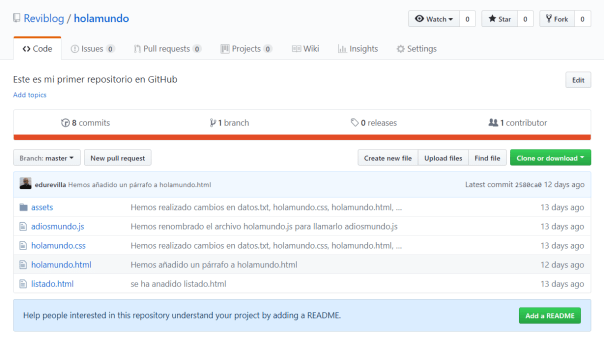 Reviblog / holamundo
Watch 0 Star 0 Fork 0
Code Issues 0 Pull requests 0 Projects 0 Wiki Insights Settings
Este es mi primer repositorio en GitHub Edit
Add topics
8 commits 1 branch 0 releases 1 contributor
Branch: master New pull request Create new file Upload files Find file Clone or download
edurevilla Hemos añadido un párrafo a holamundo.html Latest commit 2588ca0 12 days ago
assets Hemos realizado cambios en datos.txt, holamundo.css, holamundo.html, ... 13 days ago
adiosmundo.js Hemos renombrado el archivo holamundo.js para llamarlo adiosmundo.js 13 days ago
holamundo.css Hemos realizado cambios en datos.txt, holamundo.css, holamundo.html, ... 13 days ago
holamundo.html Hemos añadido un párrafo a holamundo.html 12 days ago
listado.html se ha anadido listado.html 13 days ago
Help people interested in this repository understand your project by adding a README. Add a README